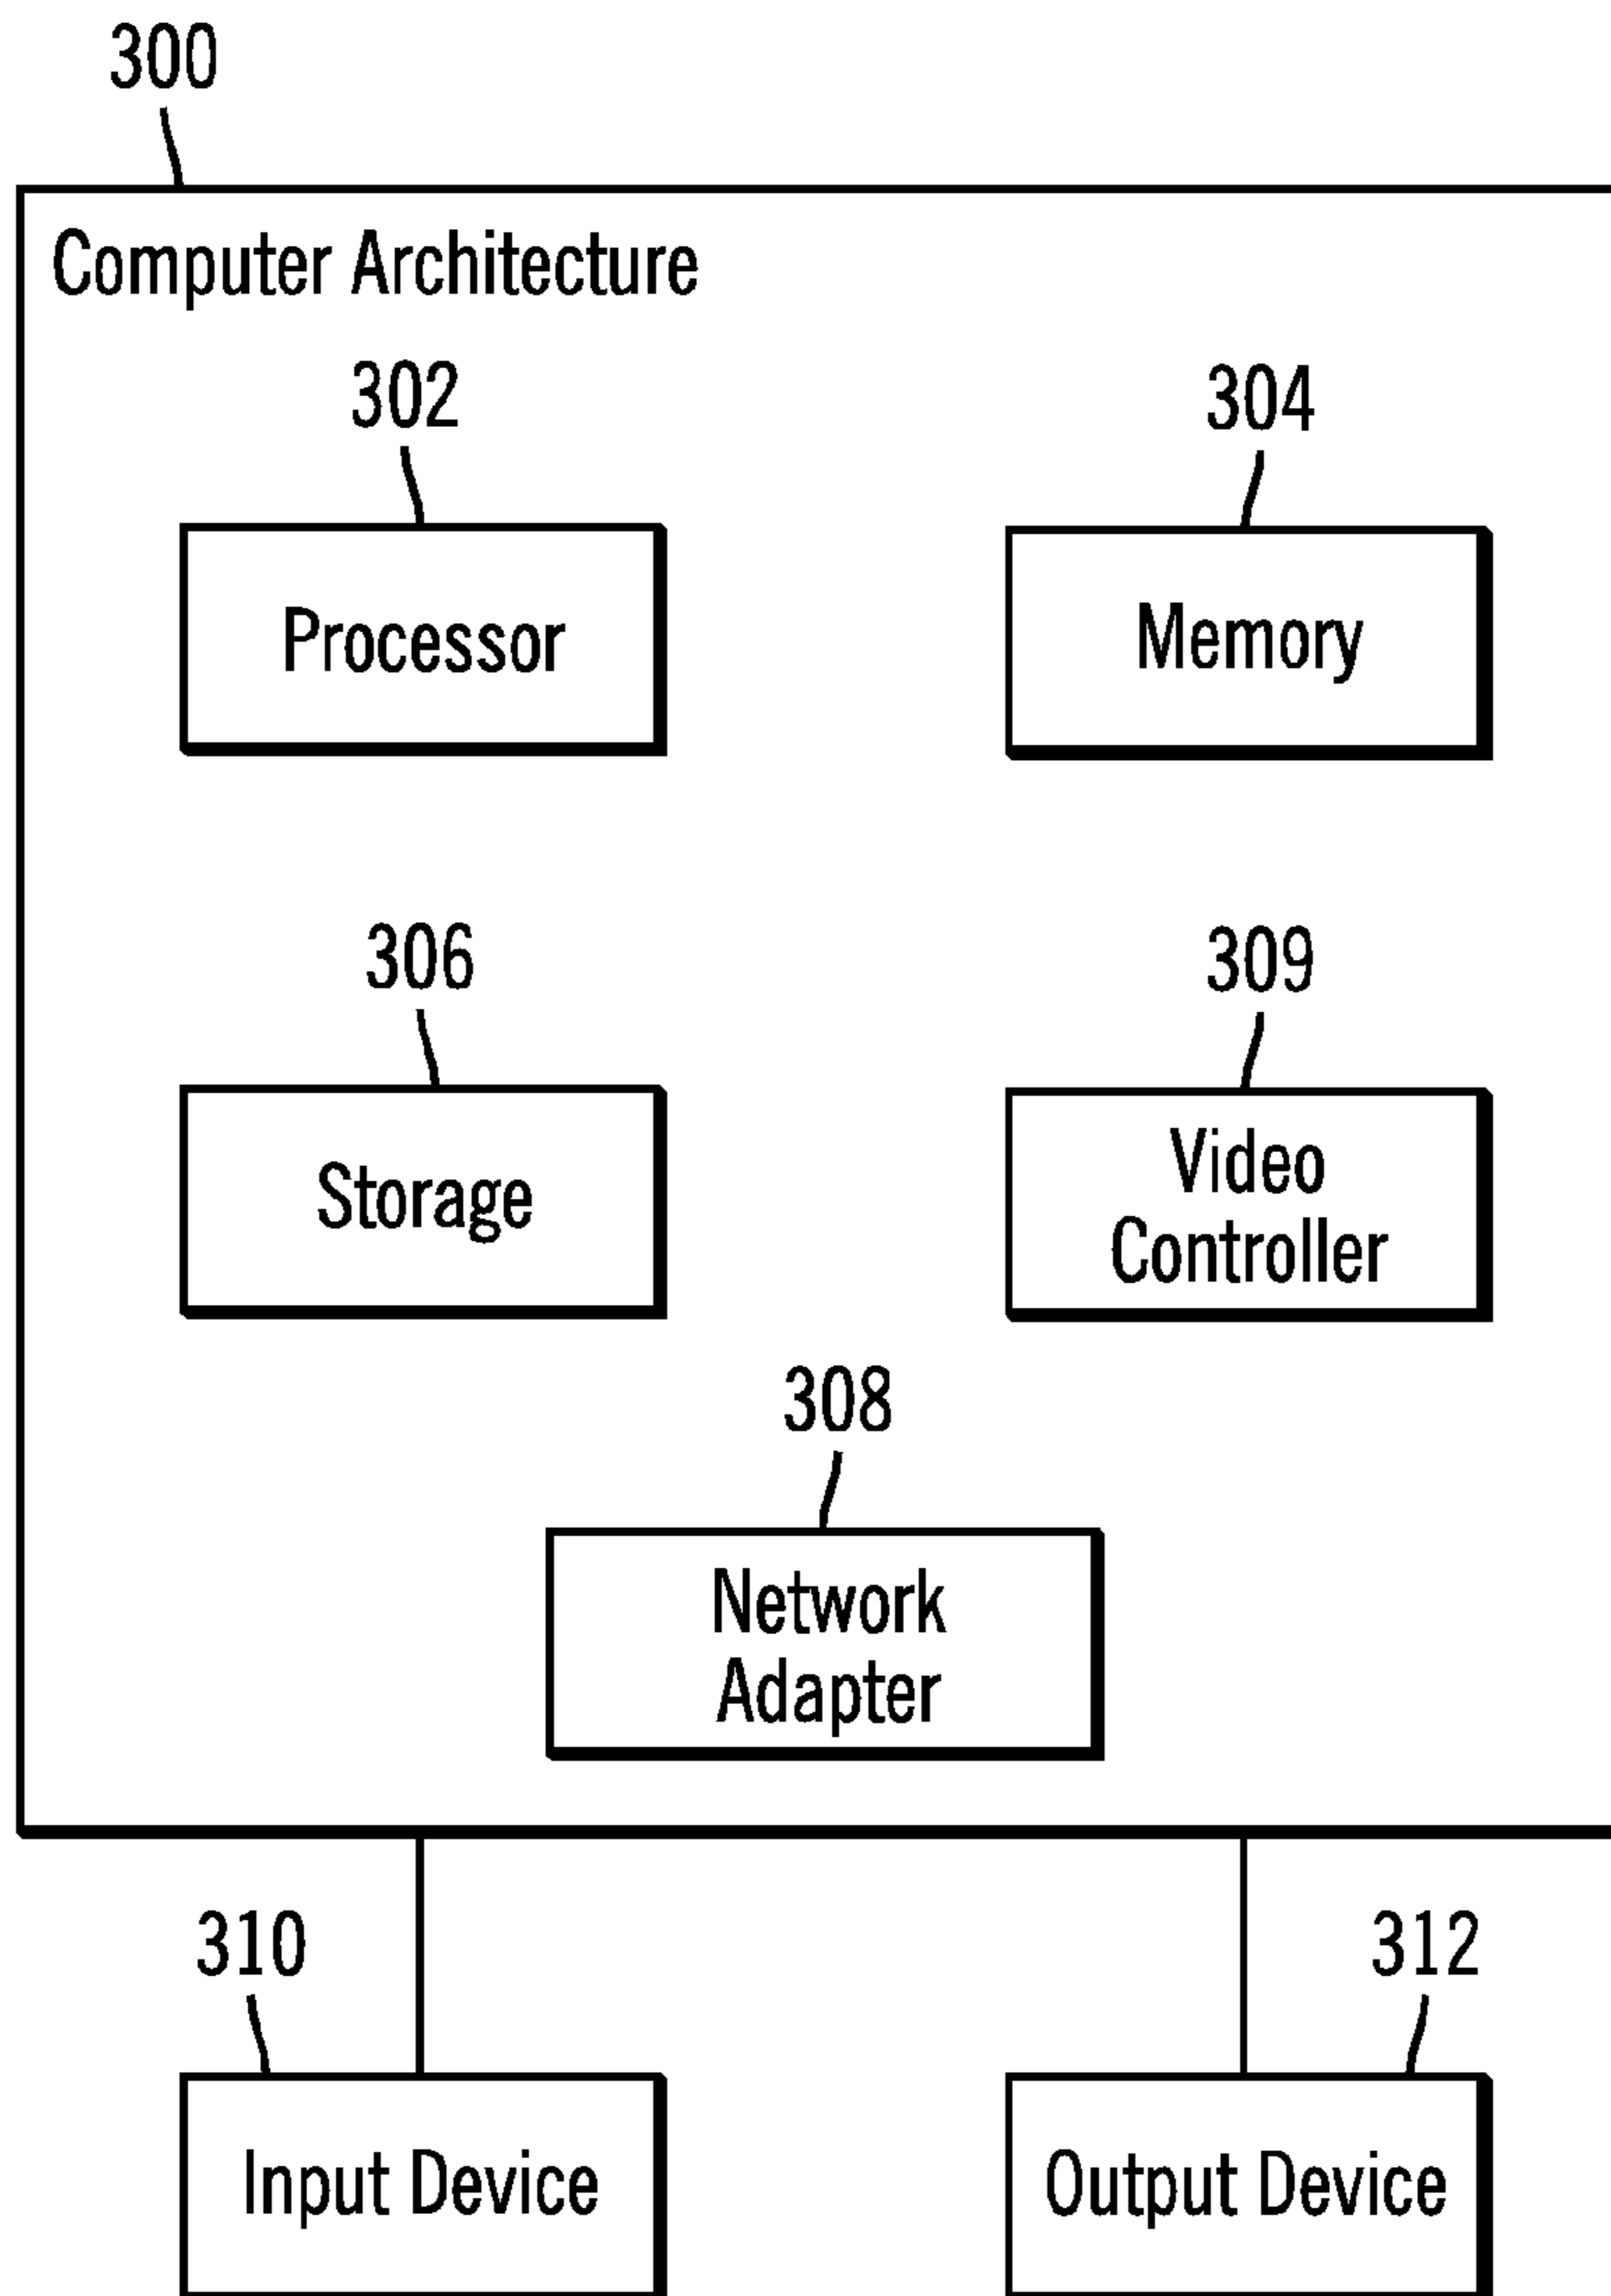 300
Computer Architecture
302
304
Processor
Memory
306
309
Storage
Video
Controller
308
Network
Adapter
310
312
Input Device
Output Device